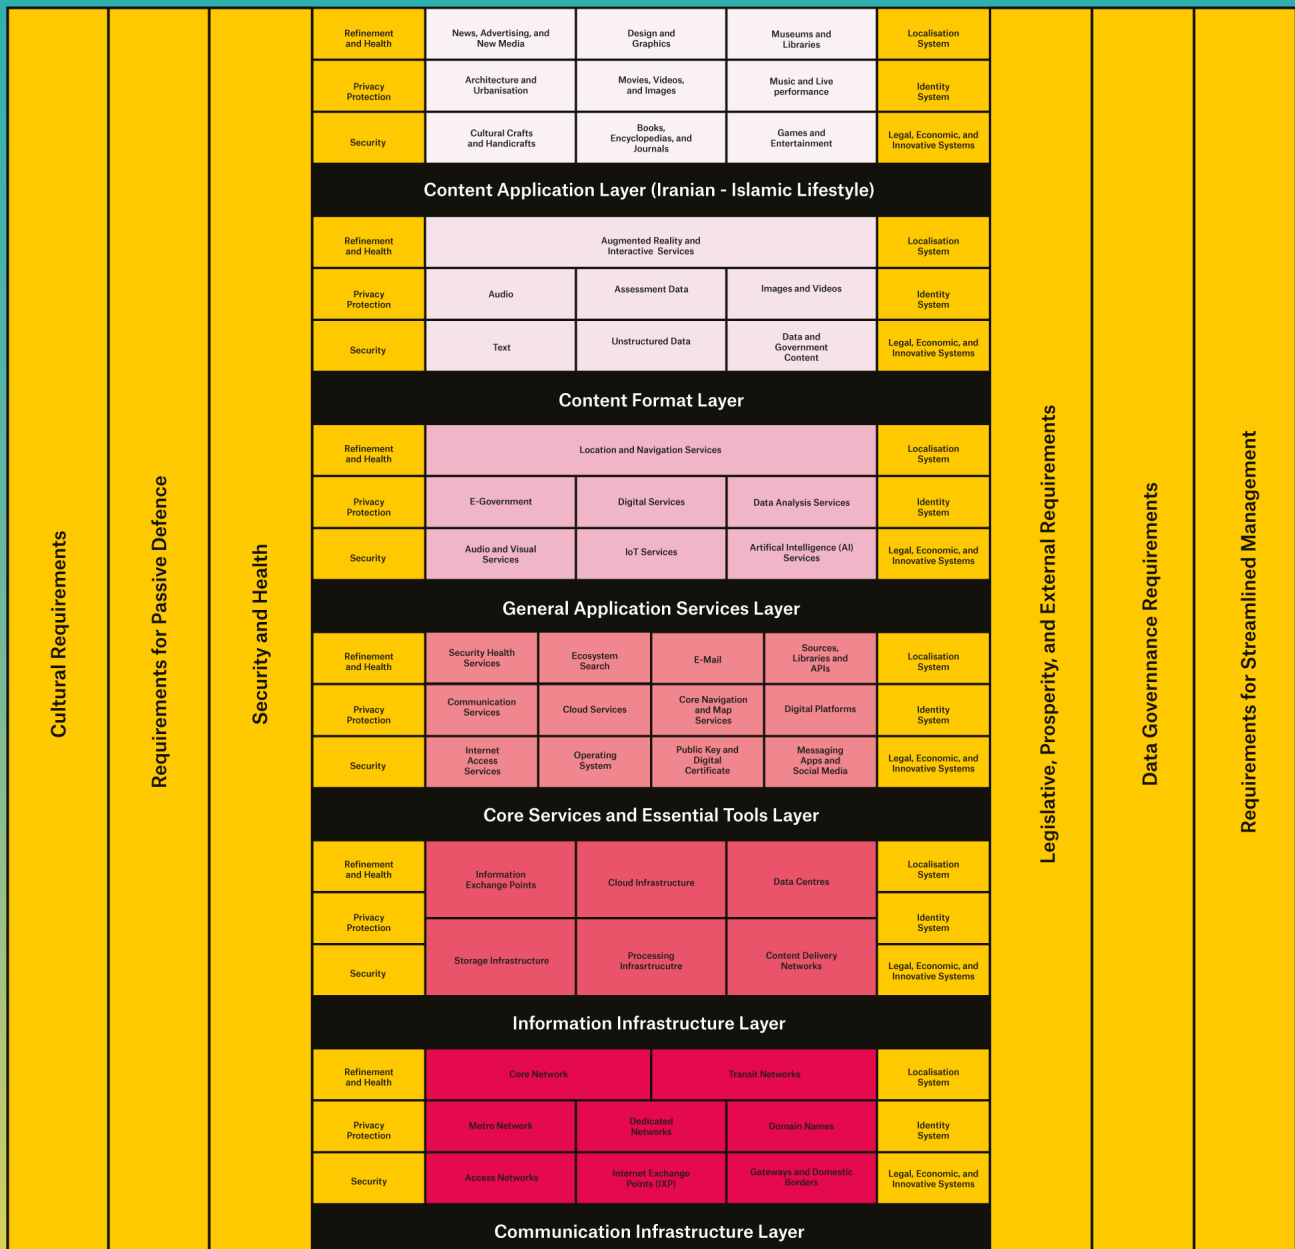 Cultural Requirements
Requirements for Passive Defence
Security and Health
Refinement
and Health
News, Advertising, and
New Media
Design and
Graphics
Museums and
Libraries
Localisation
System
Privacy
Protection
Architecture and
Urbanisation
Movies, Videos,
and Images
Music and Live
performance
Identity
System
Security
Cultural Crafts
and Handicrafts
Books,
Encyclopedias, and
Journals
Games and
Entertainment
Legal, Economic, and
Innovative Systems
Content Application Layer (Iranian - Islamic Lifestyle)
Refinement
and Health
Augmented Reality and
Interactive Services
Localisation
System
Privacy
Protection
Audio
Assessment Data
Images and Videos
Identity
System
Security
Text
Unstructured Data
Data and
Government
Content
Legal, Economic, and
Innovative Systems
Content Format Layer
Refinement
and Health
Location and Navigation Services
Localisation
System
Privacy
Protection
E-Government
Digital Services
Data Analysis Services
Identity
System
Security
Audio and Visual
Services
IoT Services
Artifical Intelligence (AI)
Services
Legal, Economic, and
Innovative Systems
General Application Services Layer
Refinement
and Health
Security Health
Services
Ecosystem
Search
E-Mail
Sources,
Libraries and
APIs
Localisation
System
Privacy
Protection
Communication
Services
Cloud Services
Core Navigation
and Map
Services
Digital Platforms
Identity
System
Security
Internet
Access
Services
Operating
System
Public Key and
Digital
Certificate
Messaging
Apps and
Social Media
Legal, Economic, and
Innovative Systems
Core Services and Essential Tools Layer
Refinement
and Health
Information
Exchange Points
Cloud Infrastructure
Data Centres
Localisation
System
Privacy
Protection
Identity
System
Security
Storage Infrastructure
Processing
Infrasrtrucutre
Content Delivery
Networks
Legal, Economic, and
Innovative Systems
Information Infrastructure Layer
Refinement
and Health
Core Network
Transit Networks
Localisation
System
Privacy
Protection
Metro Network
Dedicated
Networks
Domain Names
Identity
System
Security
Access Networks
Internet Exchange
Points (IXP)
Gateways and Domestic
Borders
Legal, Economic, and
Innovative Systems
Communication Infrastructure Layer
Legislative, Prosperity, and External Requirements
Data Governnance Requirements
Requirements for Streamlined Management